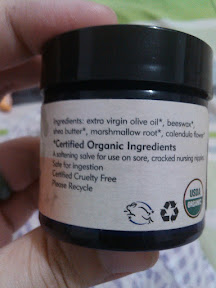 Ingredients: extra virgin olive oil*, beeswax*,
shea butter*, marshmallow root*, calendula flower*
*Certified Organic Ingredients
A softening salve for use on sore, cracked nursing nipples
Safe for ingestion
Certified Cruelty Free
Please Recycle
USDA
ORGANIC